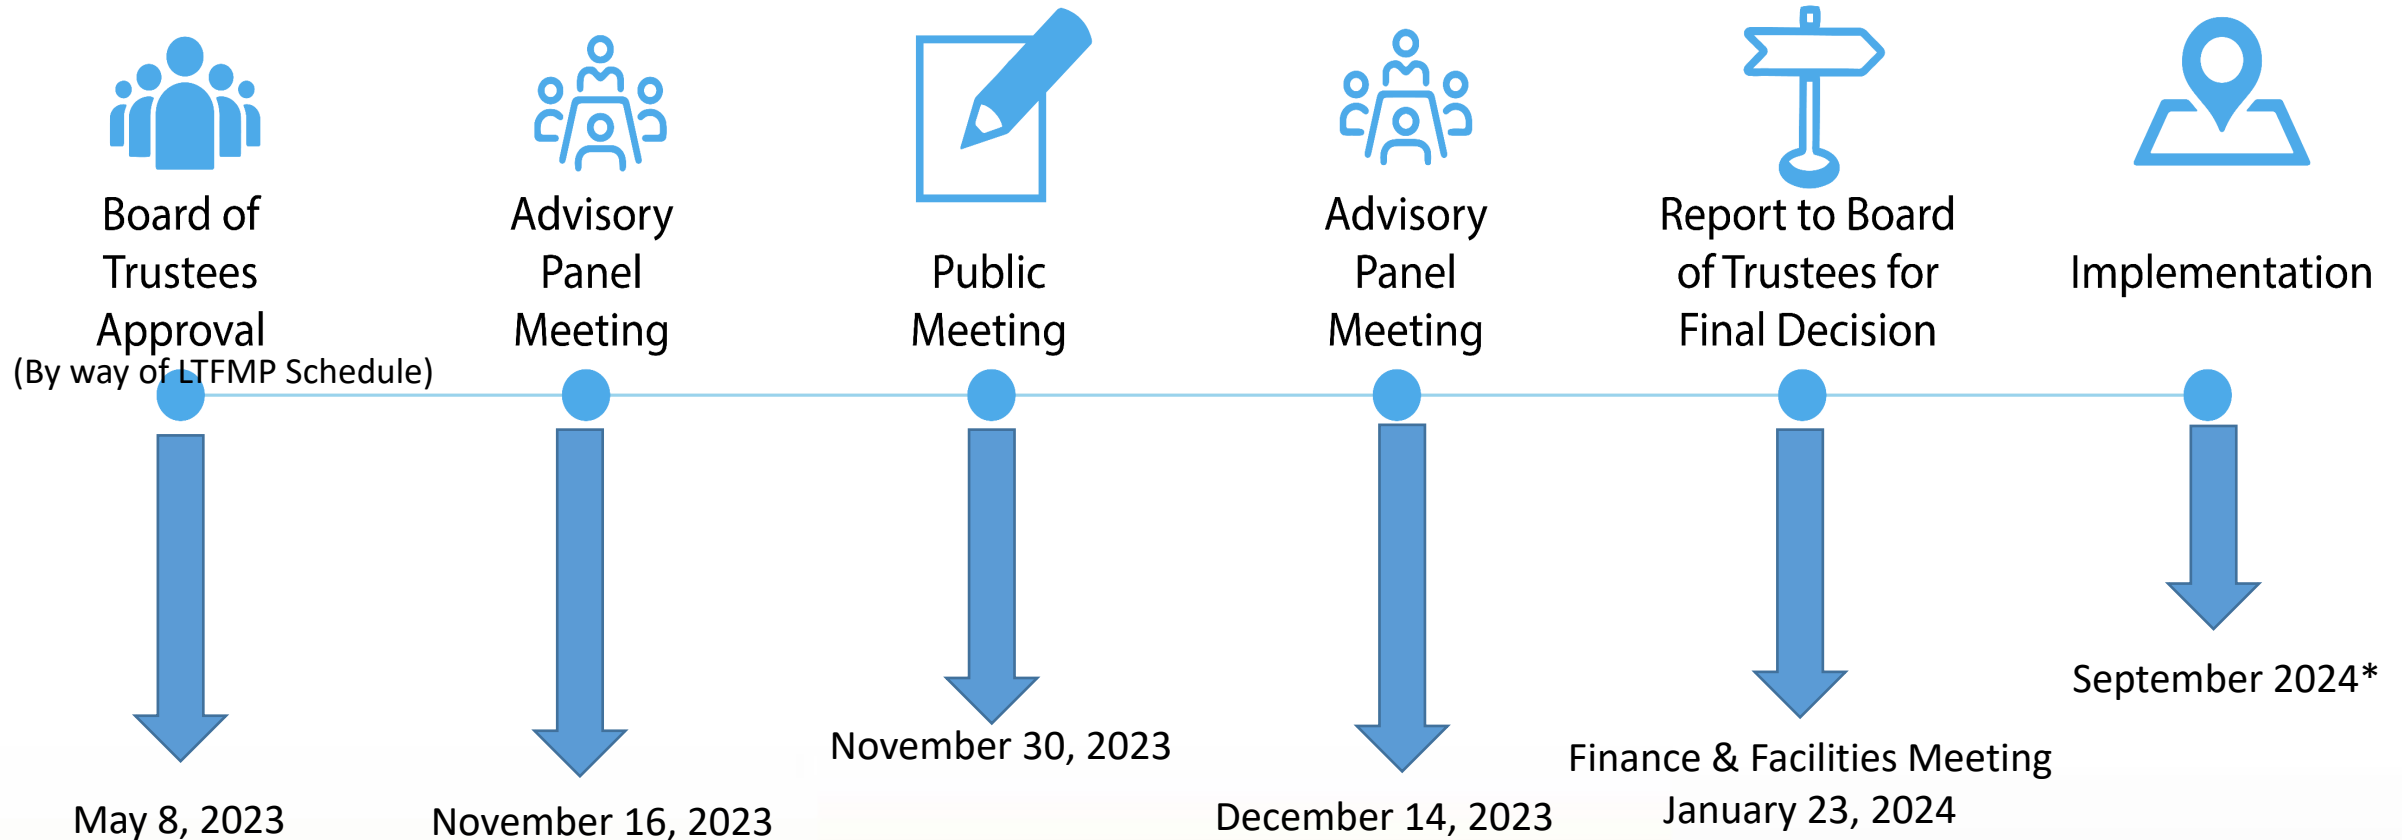 Board of
Trustees
Approval
(By way of LTFMP Schedule)
May 8, 2023
Advisory
Panel
Meeting
November 16, 2023
Public
Meeting
November 30, 2023
Advisory
Panel
Meeting
December 14, 2023
Report to Board
of Trustees for
Final Decision
Finance & Facilities Meeting
January 23, 2024
Implementation
September 2024*